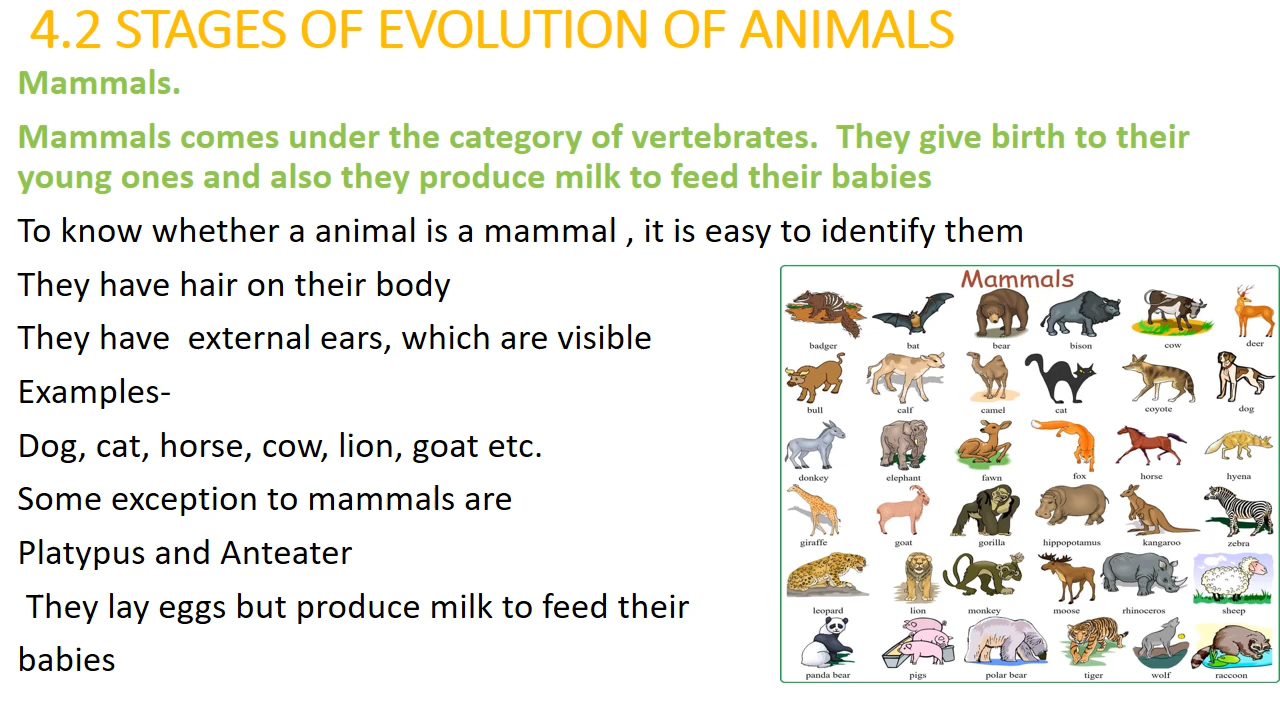 4.2 STAGES OF EVOLUTION OF ANIMALS
Mammals.
Mammals comes under the category of vertebrates.  They give birth to their
young ones and also they produce milk to feed their babies
To know whether a animal is a mammal , it is easy to identify them
They have hair on their body
They have  external ears, which are visible
Examples-
Dog, cat, horse, cow, lion, goat etc.
Some exception to mammals are
Platypus and Anteater
They lay eggs but produce milk to feed their
babies
Mammals
badger bat bear bison cow deer
bull calf camel cat coyote dog
donkey elephant fawn fox horse hyena
giraffe goat gorilla hippopotamus kangaroo zebra
leopard lion monkey moose rhinoceros sheep
panda bear pigs polar bear tiger wolf raccoon